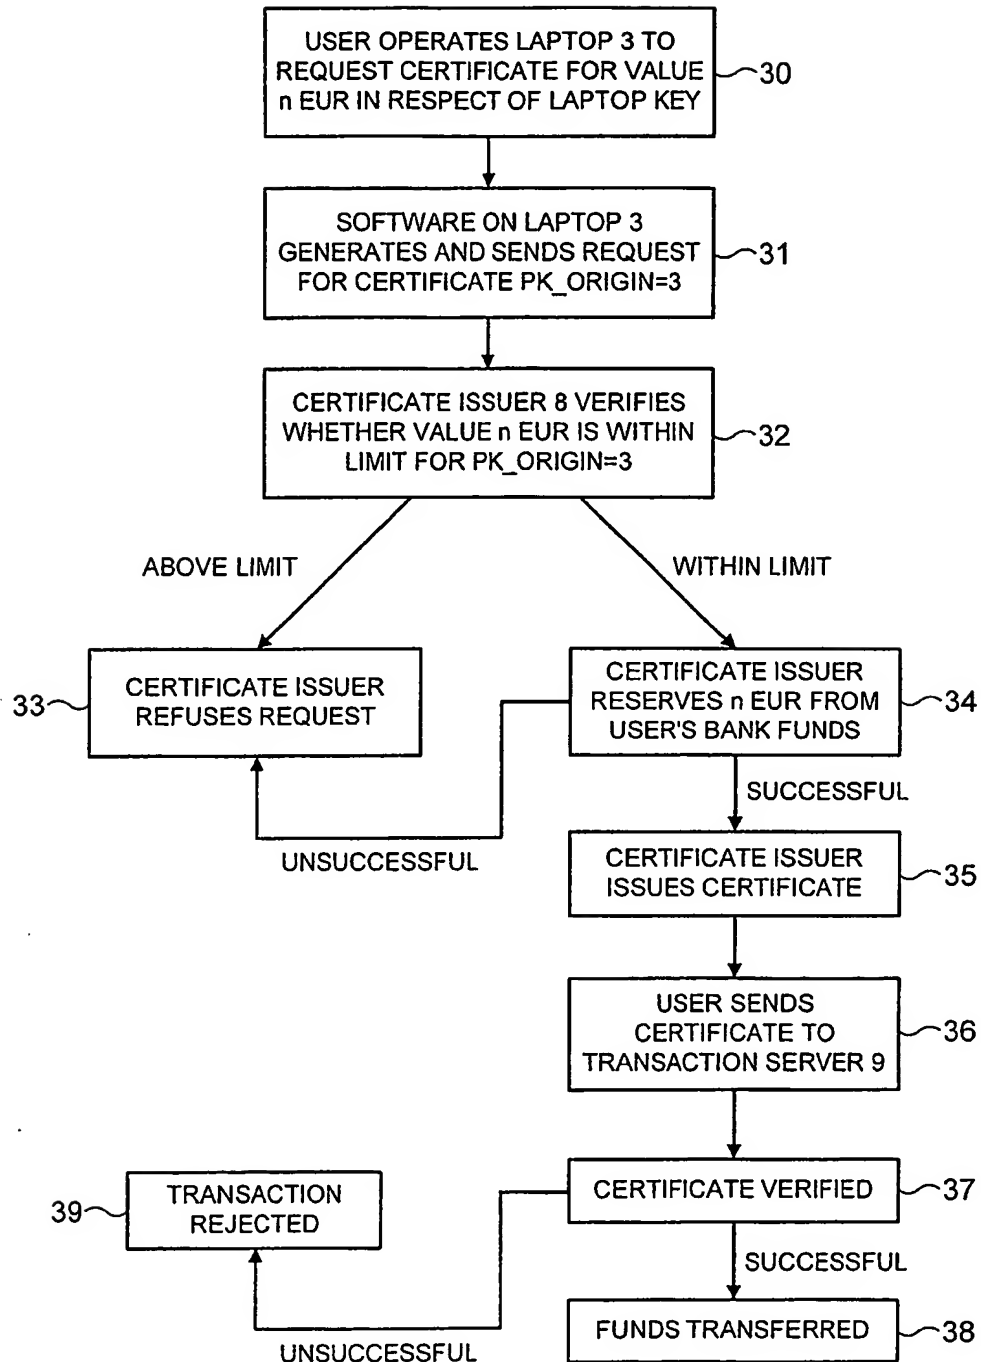 USER OPERATES LAPTOP 3 TO
REQUEST CERTIFICATE FOR VALUE
n EUR IN RESPECT OF LAPTOP KEY
30
SOFTWARE ON LAPTOP 3
GENERATES AND SENDS REQUEST
FOR CERTIFICATE PK_ORIGIN=3
31
CERTIFICATE ISSUER 8 VERIFIES
WHETHER VALUE n EUR IS WITHIN
LIMIT FOR PK_ORIGIN=3
32
ABOVE LIMIT
WITHIN LIMIT
33
CERTIFICATE ISSUER
REFUSES REQUEST
CERTIFICATE ISSUER
RESERVES n EUR FROM
USER'S BANK FUNDS
34
UNSUCCESSFUL
SUCCESSFUL
CERTIFICATE ISSUER
ISSUES CERTIFICATE
35
USER SENDS
CERTIFICATE TO
TRANSACTION SERVER 9
36
CERTIFICATE VERIFIED
37
39
TRANSACTION
REJECTED
UNSUCCESSFUL
SUCCESSFUL
FUNDS TRANSFERRED
38